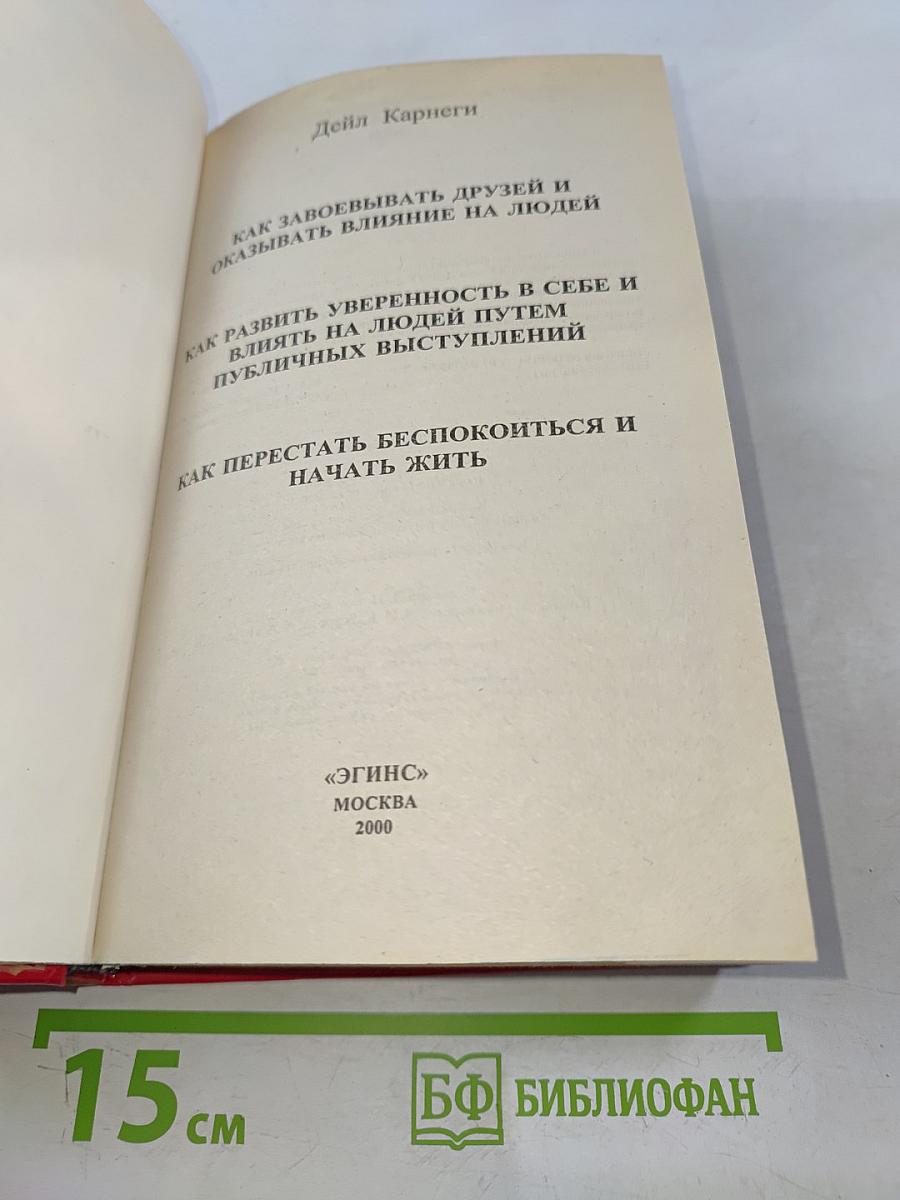 Дейл Карнеги
КАК ЗАВОЕВЫВАТЬ ДРУЗЕЙ И
ОКАЗЫВАТЬ ВЛИЯНИЕ НА ЛЮДЕЙ
КАК РАЗВИТЬ УВЕРЕННОСТЬ В СЕБЕ И
ВЛИЯТЬ НА ЛЮДЕЙ ПУТЕМ
ПУБЛИЧНЫХ ВЫСТУПЛЕНИЙ
КАК ПЕРЕСТАТЬ БЕСПОКОИТЬСЯ И
НАЧАТЬ ЖИТЬ
«ЭГИНС»
МОСКВА
2000
15 см
БФ БИБЛИОФАН